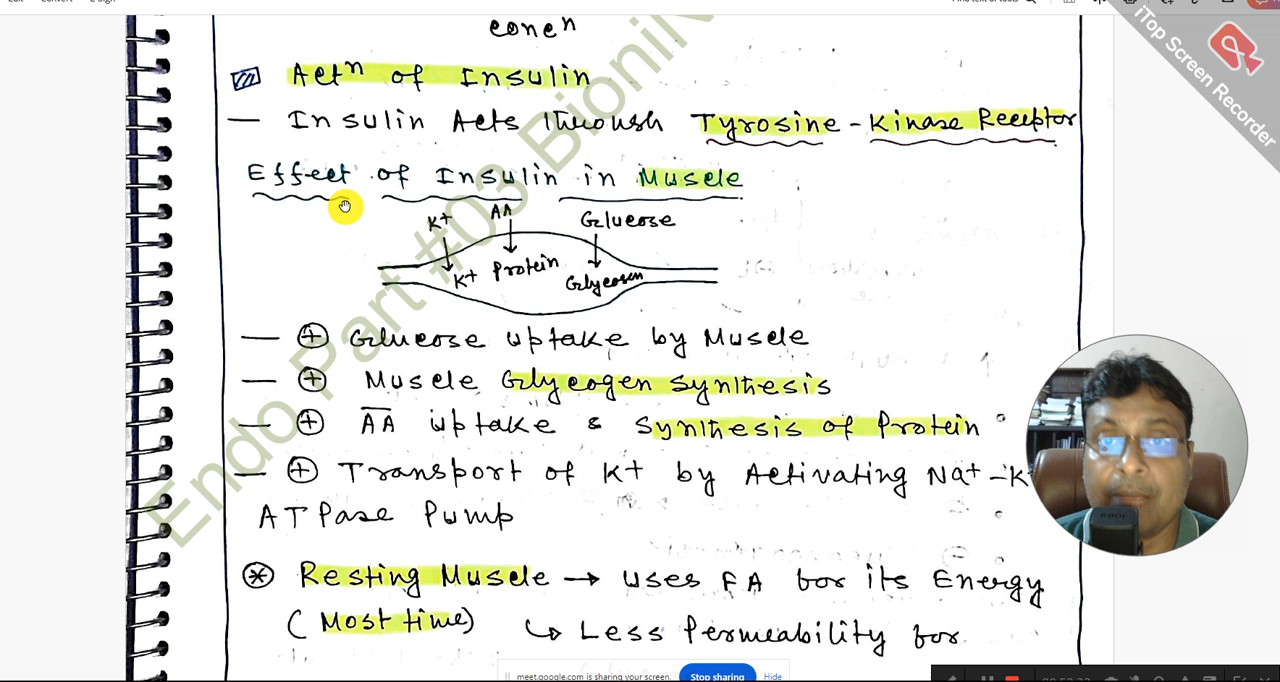 concⁿ
Actⁿ of Insulin
— Insulin Acts through Tyrosine - Kinase Receptor
Effect of Insulin in Muscle
K+ AA Glucose
K+ Protein Glycogen
— ⊕ Glucose uptake by Muscle
— ⊕ Muscle Glycogen Synthesis
— ⊕ AA uptake & Synthesis of Protein
— ⊕ Transport of K+ by Activating Na+ - K
ATPase Pump
⊛ Resting Muscle → uses FA for its Energy
(Most time) ↳ Less Permeability for
Endo Part #03
iTop Screen Recorder
meet.google.com is sharing your screen.
Stop sharing
Hide